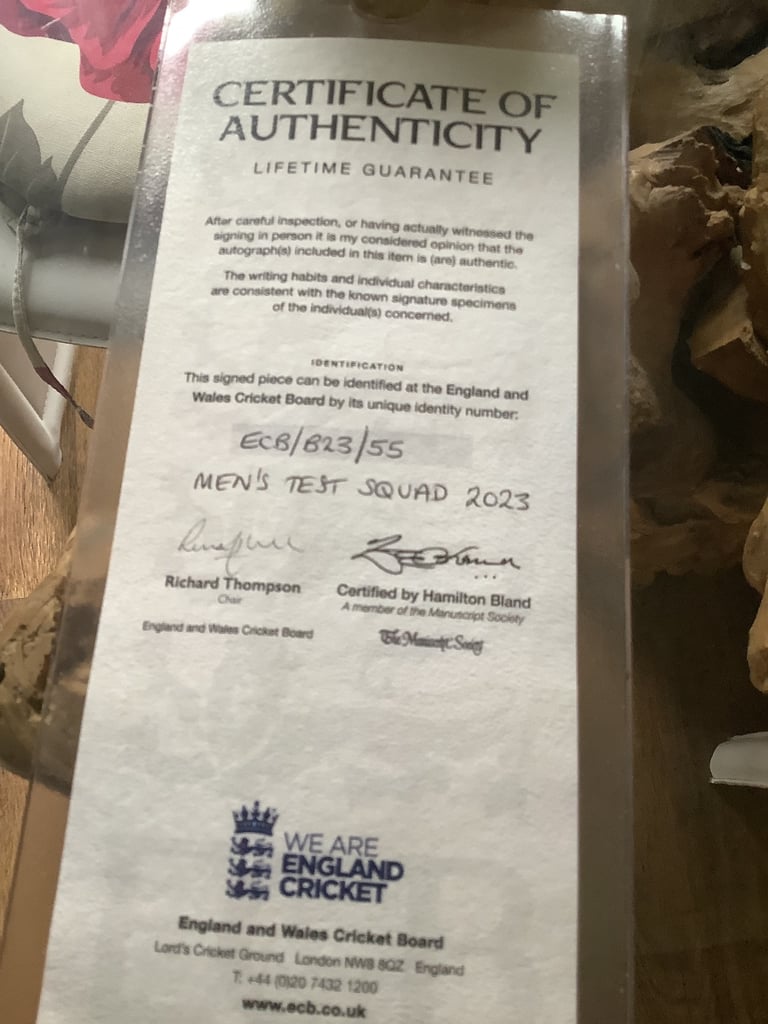 CERTIFICATE OF
AUTHENTICITY
LIFETIME GUARANTEE
After careful inspection, or having actually witnessed the
signing in person it is my considered opinion that the
autograph(s) included in this item is (are) authentic.
The writing habits and individual characteristics
are consistent with the known signature specimens
of the individual(s) concerned.
IDENTIFICATION
This signed piece can be identified at the England and
Wales Cricket Board by its unique identity number:
ECB/B23/55
MEN'S TEST SQUAD 2023
Richard Thompson
Chair
England and Wales Cricket Board
Certified by Hamilton Bland
A member of the Manuscript Society
The Manuscript Society
WE ARE
ENGLAND
CRICKET
England and Wales Cricket Board
Lord's Cricket Ground London NW8 8QZ England
T: +44 (0)20 7432 1200
www.ecb.co.uk